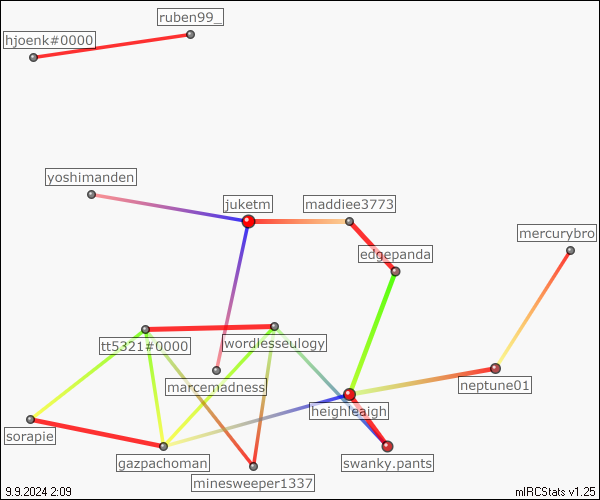 ruben99_
hjoenk#0000
yoshimanden
juketm
maddiee3773
mercurybro
edgepanda
tt5321#0000
wordlesseulogy
marcemadness
neptune01
heighleaigh
sorapie
gazpachoman
swanky.pants
minesweeper1337
9.9.2024 2:09
mIRCStats v1.25